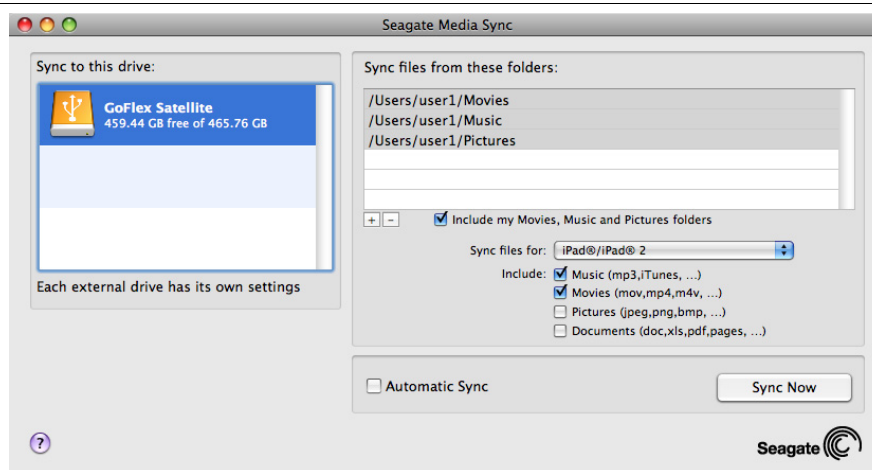 Seagate Media Sync
Sync to this drive:
GoFlex Satellite
459.44 GB free of 465.76 GB
Each external drive has its own settings
Sync files from these folders:
/Users/user1/Movies
/Users/user1/Music
/Users/user1/Pictures
+ -
Include my Movies, Music and Pictures folders
Sync files for: iPad®/iPad® 2
Include: Music (mp3,iTunes, ...)
Movies (mov,mp4,m4v, ...)
Pictures (jpeg,png,bmp, ...)
Documents (doc,xls,pdf,pages, ...)
Automatic Sync
Sync Now
?
Seagate